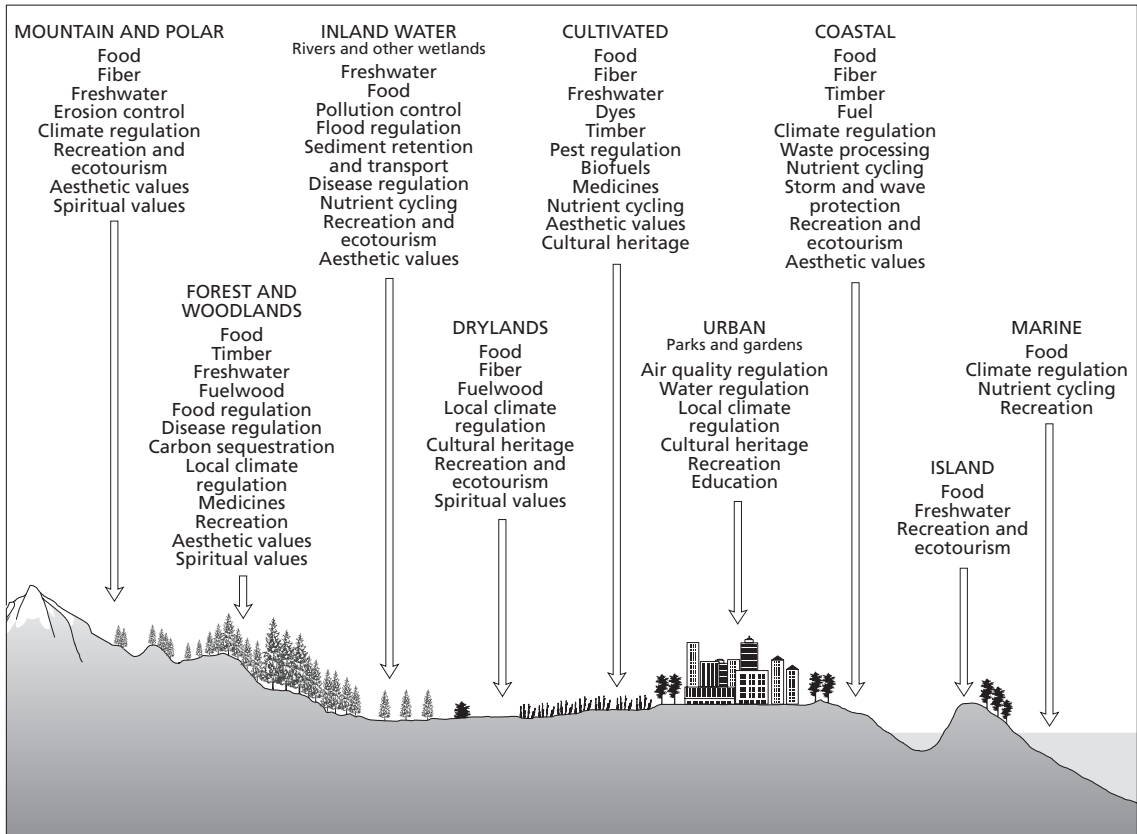 MOUNTAIN AND POLAR
Food
Fiber
Freshwater
Erosion control
Climate regulation
Recreation and
ecotourism
Aesthetic values
Spiritual values
INLAND WATER
Rivers and other wetlands
Freshwater
Food
Pollution control
Flood regulation
Sediment retention
and transport
Disease regulation
Nutrient cycling
Recreation and
ecotourism
Aesthetic values
CULTIVATED
Food
Fiber
Freshwater
Dyes
Timber
Pest regulation
Biofuels
Medicines
Nutrient cycling
Aesthetic values
Cultural heritage
COASTAL
Food
Fiber
Timber
Fuel
Climate regulation
Waste processing
Nutrient cycling
Storm and wave
protection
Recreation and
ecotourism
Aesthetic values
FOREST AND
WOODLANDS
Food
Timber
Freshwater
Fuelwood
Food regulation
Disease regulation
Carbon sequestration
Local climate
regulation
Medicines
Recreation
Aesthetic values
Spiritual values
DRYLANDS
Food
Fiber
Fuelwood
Local climate
regulation
Cultural heritage
Recreation and
ecotourism
Spiritual values
URBAN
Parks and gardens
Air quality regulation
Water regulation
Local climate
regulation
Cultural heritage
Recreation
Education
MARINE
Food
Climate regulation
Nutrient cycling
Recreation
ISLAND
Food
Freshwater
Recreation and
ecotourism